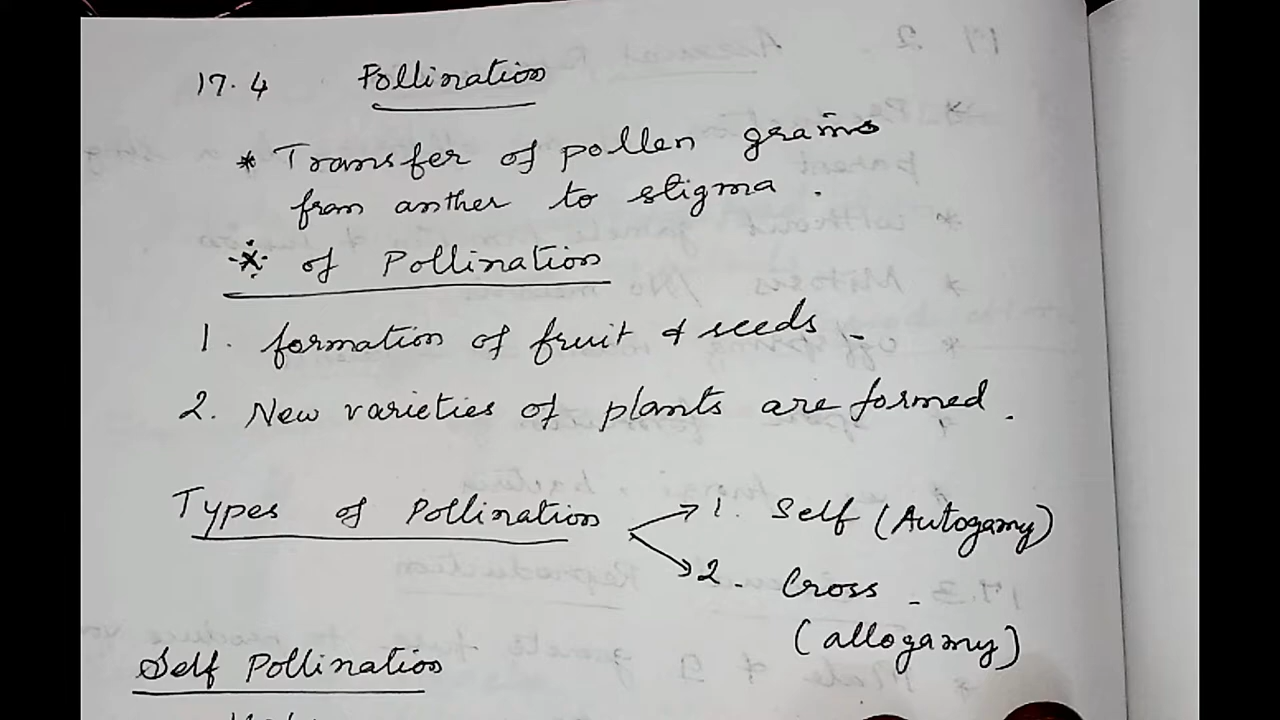 17.4 Pollination
* Transfer of pollen grains
from anther to stigma.
※ of Pollination
1. formation of fruit & seeds.
2. New varieties of plants are formed.
Types of Pollination → 1. Self (Autogamy)
→ 2. Cross -
(allogamy)
Self Pollination